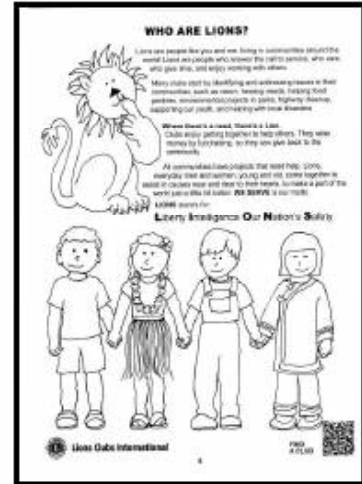 WHO ARE LIONS?
Lions are people like you and me living in communities around the
world. Lions are people who answer the call to service, who care,
who give time, and enjoy working with others.
Many clubs start by identifying and addressing issues in their
communities, such as vision, hearing needs, helping food
pantries, environmental projects in parks, highway cleanup,
supporting our youth, and helping with local disasters.
Where there's a need, there's a Lion.
Clubs enjoy getting together to help others. They raise
money by fundraising, so they can give back to the
community.
All communities have projects that need help. Lions,
everyday men and women, young and old, come together to
assist in causes near and dear to their hearts, to make a part of the
world just a little bit better. WE SERVE is our motto.
LIONS stands for:
Liberty Intelligence Our Nation's Safety
Lions Clubs International
FIND
A CLUB